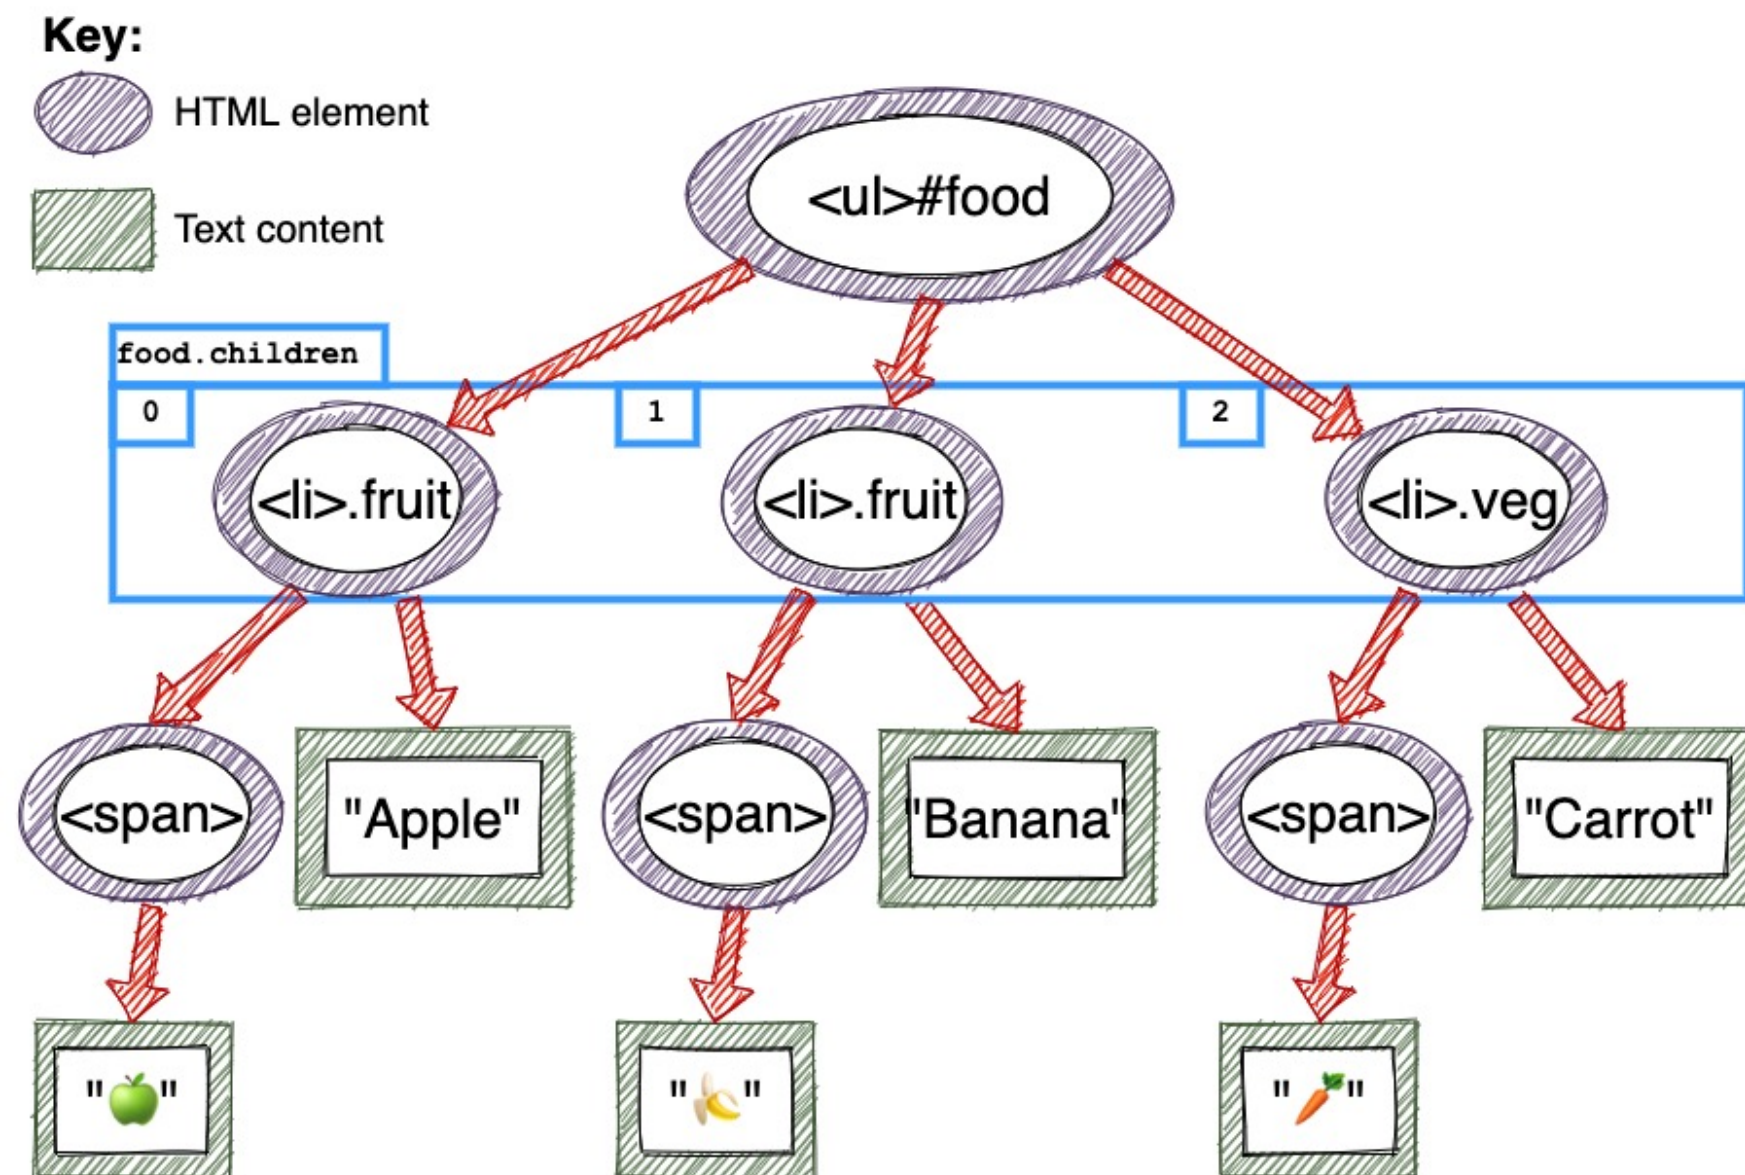 Key:
HTML element
Text content
<ul>#food
food.children
0
1
2
<li>.fruit
<li>.fruit
<li>.veg
<span>
"Apple"
<span>
"Banana"
<span>
"Carrot"
"🍏"
"🍌"
"🥕"